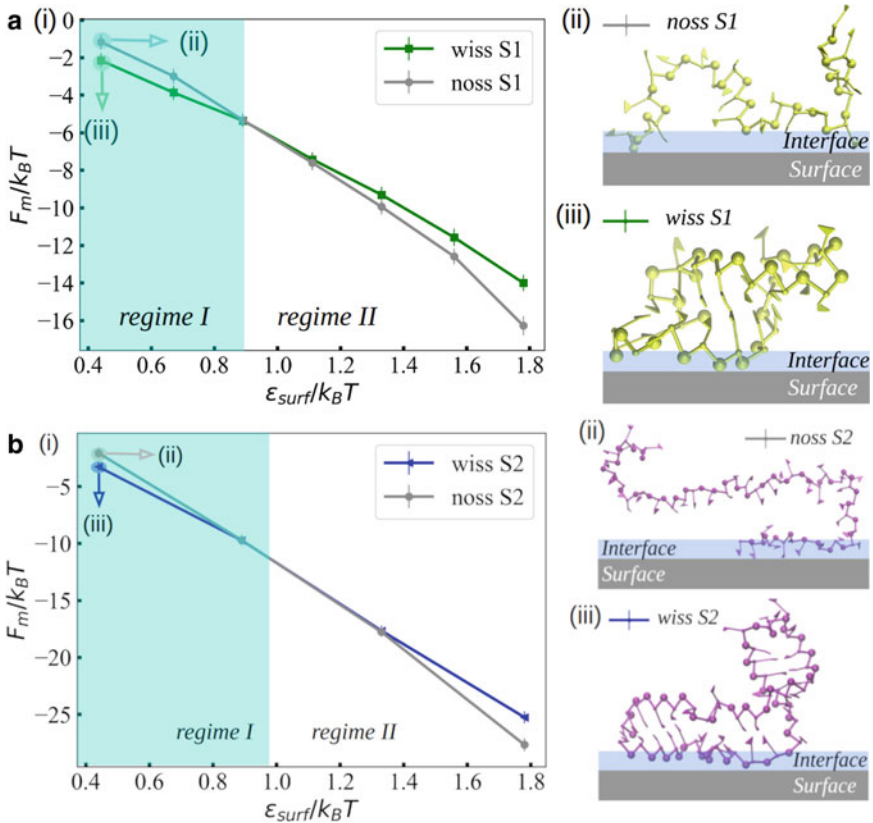 a (i)
0
−2
−4
−6
−8
−10
−12
−14
−16
F_m/k_BT
(ii)
(iii)
wiss S1
noss S1
regime I
regime II
0.4 0.6 0.8 1.0 1.2 1.4 1.6 1.8
ε_surf/k_BT
(ii) noss S1
Interface
Surface
(iii) wiss S1
Interface
Surface
b (i)
−5
−10
−15
−20
−25
F_m/k_BT
(ii)
(iii)
wiss S2
noss S2
regime I
regime II
0.4 0.6 0.8 1.0 1.2 1.4 1.6 1.8
ε_surf/k_BT
(ii) noss S2
Interface
Surface
(iii) wiss S2
Interface
Surface